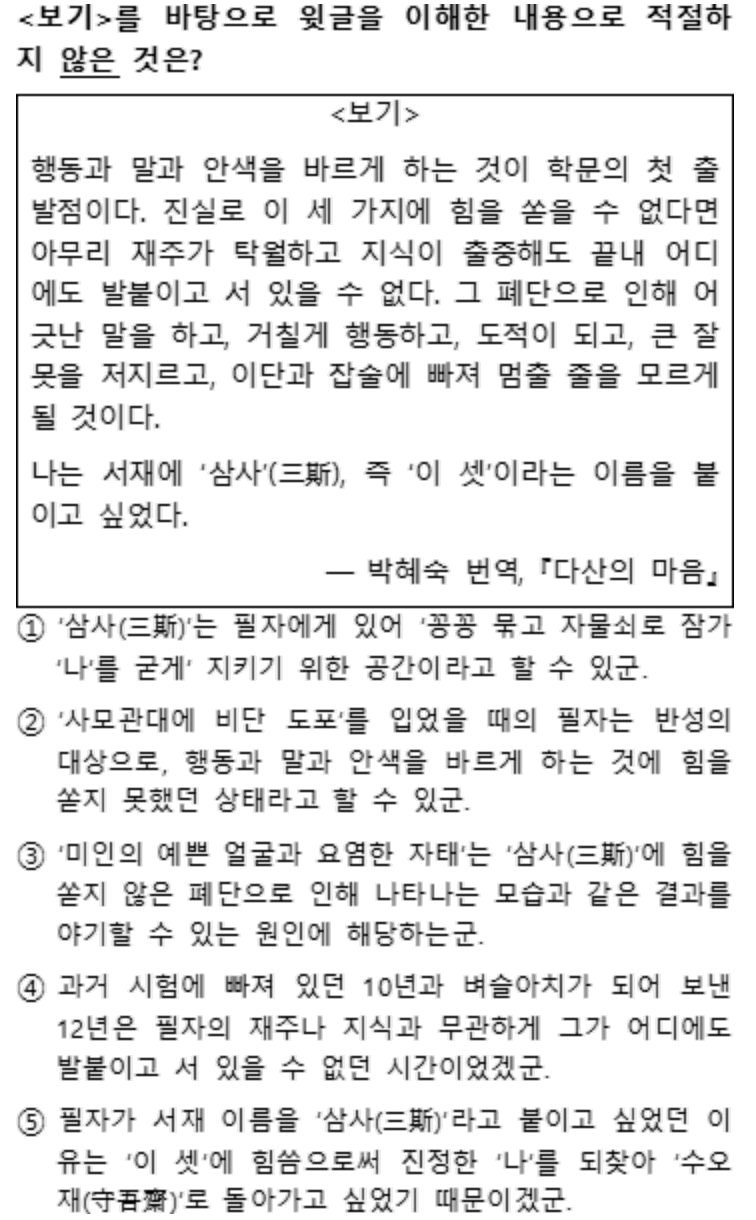 <보기>를 바탕으로 윗글을 이해한 내용으로 적절하
지 않은 것은?
<보기>
행동과 말과 안색을 바르게 하는 것이 학문의 첫 출
발점이다. 진실로 이 세 가지에 힘을 쏟을 수 없다면
아무리 재주가 탁월하고 지식이 출중해도 끝내 어디
에도 발붙이고 서 있을 수 없다. 그 폐단으로 인해 어
긋난 말을 하고, 거칠게 행동하고, 도적이 되고, 큰 잘
못을 저지르고, 이단과 잡술에 빠져 멈출 줄을 모르게
될 것이다.
나는 서재에 '삼사'(三斯), 즉 '이 셋'이라는 이름을 붙
이고 싶었다.
— 박혜숙 번역, 『다산의 마음』
① '삼사(三斯)'는 필자에게 있어 '꽁꽁 묶고 자물쇠로 잠가
'나'를 굳게' 지키기 위한 공간이라고 할 수 있군.
② '사모관대에 비단 도포'를 입었을 때의 필자는 반성의
대상으로, 행동과 말과 안색을 바르게 하는 것에 힘을
쏟지 못했던 상태라고 할 수 있군.
③ '미인의 예쁜 얼굴과 요염한 자태'는 '삼사(三斯)'에 힘을
쏟지 않은 폐단으로 인해 나타나는 모습과 같은 결과를
야기할 수 있는 원인에 해당하는군.
④ 과거 시험에 빠져 있던 10년과 벼슬아치가 되어 보낸
12년은 필자의 재주나 지식과 무관하게 그가 어디에도
발붙이고 서 있을 수 없던 시간이었겠군.
⑤ 필자가 서재 이름을 '삼사(三斯)'라고 붙이고 싶었던 이
유는 '이 셋'에 힘씀으로써 진정한 '나'를 되찾아 '수오
재(守吾齋)'로 돌아가고 싶었기 때문이겠군.